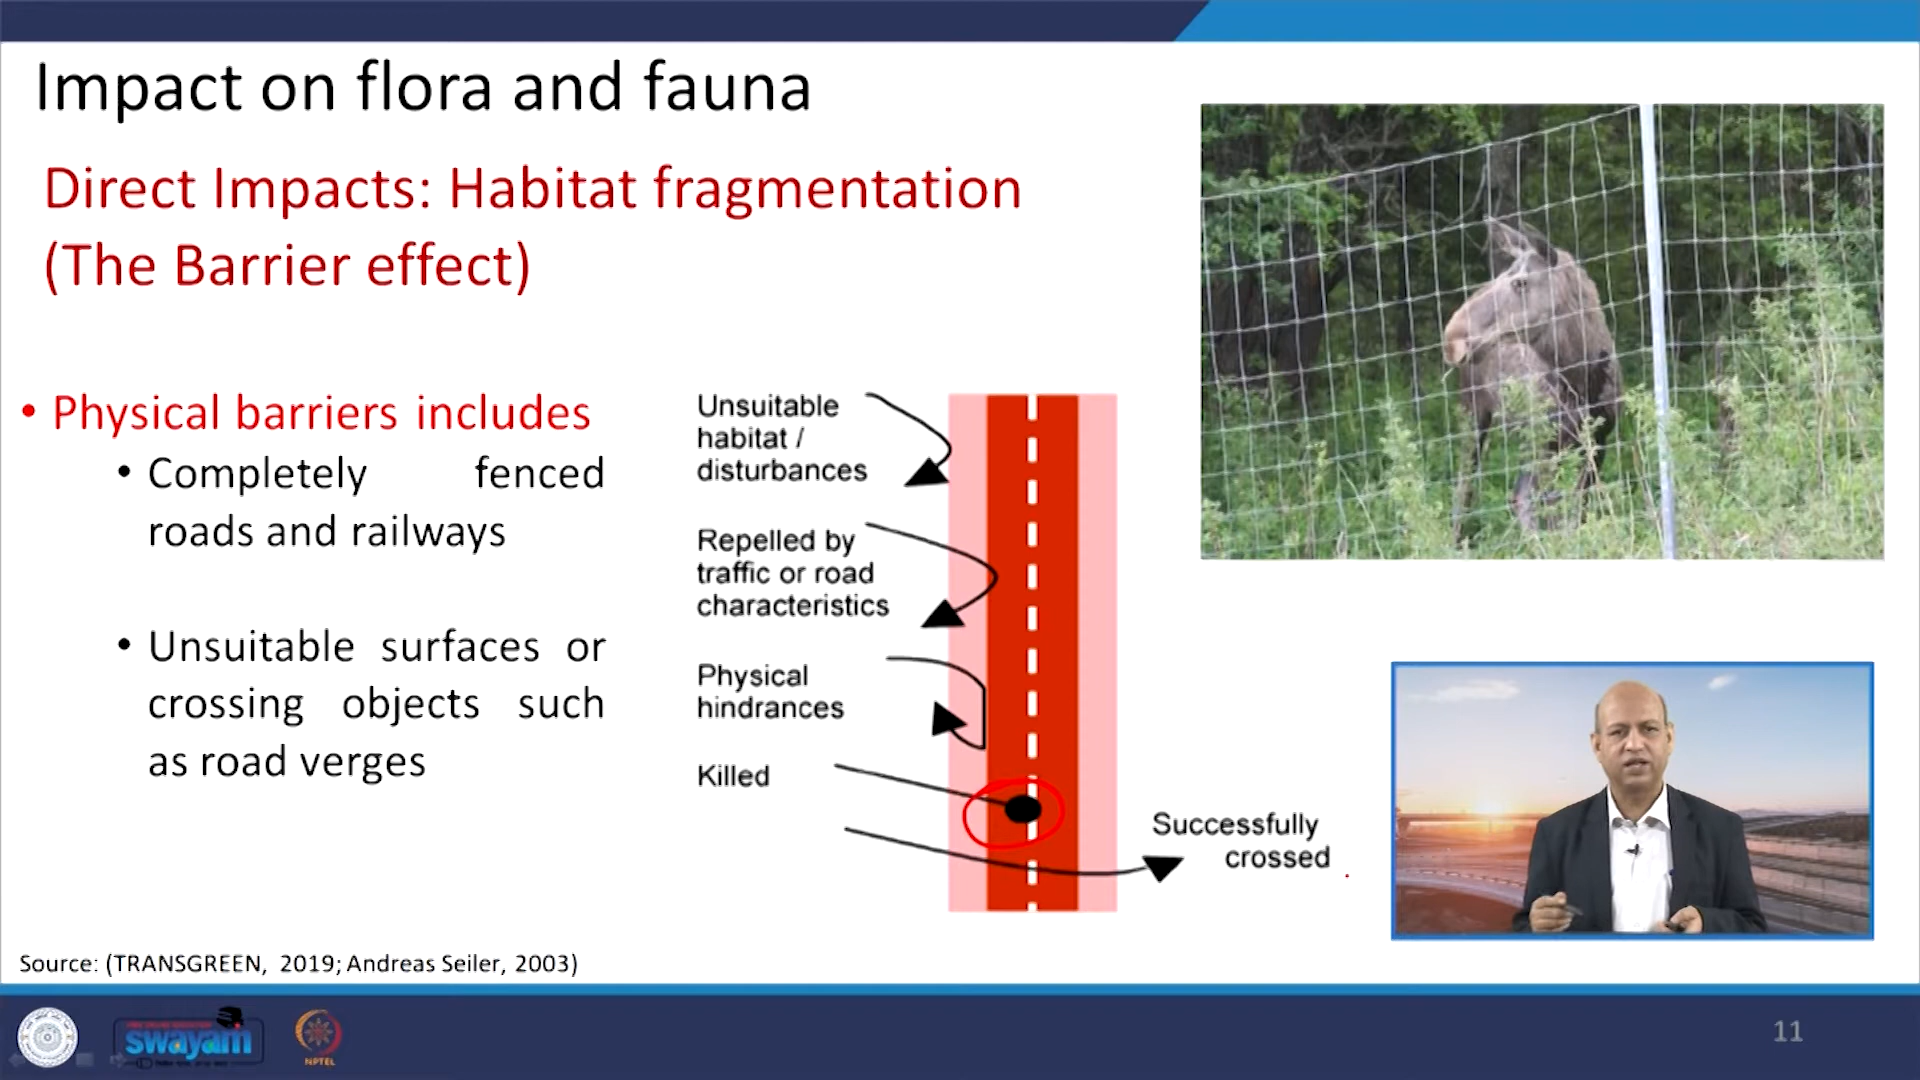 Impact on flora and fauna
Direct Impacts: Habitat fragmentation
(The Barrier effect)
• Physical barriers includes
• Completely fenced
roads and railways
• Unsuitable surfaces or
crossing objects such
as road verges
Unsuitable
habitat /
disturbances
Repelled by
traffic or road
characteristics
Physical
hindrances
Killed
Successfully
crossed
Source: (TRANSGREEN, 2019; Andreas Seiler, 2003)
swayam
NPTEL
11